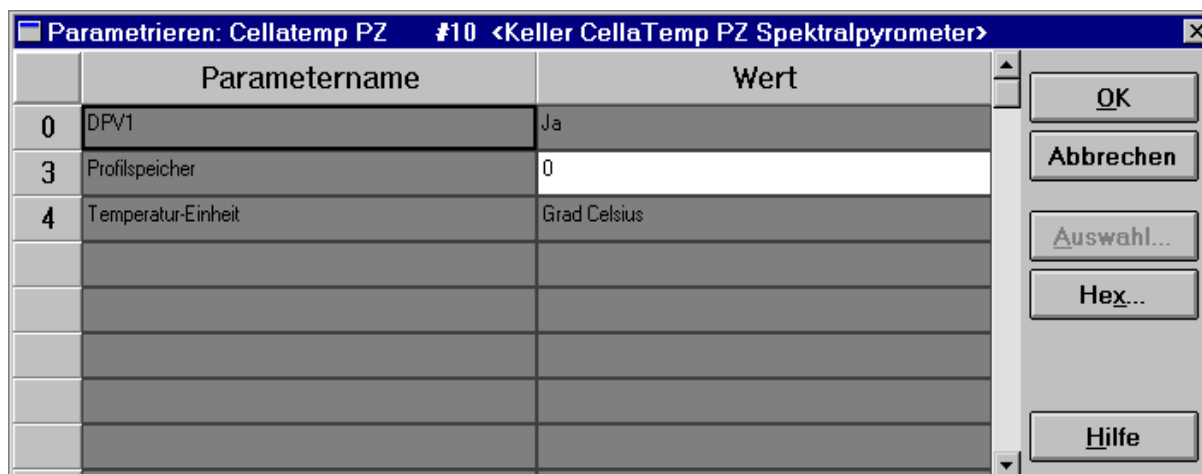 Parametrieren: Cellatemp PZ #10 <Keller CellaTemp PZ Spektralpyrometer>
Parametername Wert
0 DPV1 Ja
3 Profilspeicher 0
4 Temperatur-Einheit Grad Celsius
OK
Abbrechen
Auswahl...
Hex...
Hilfe